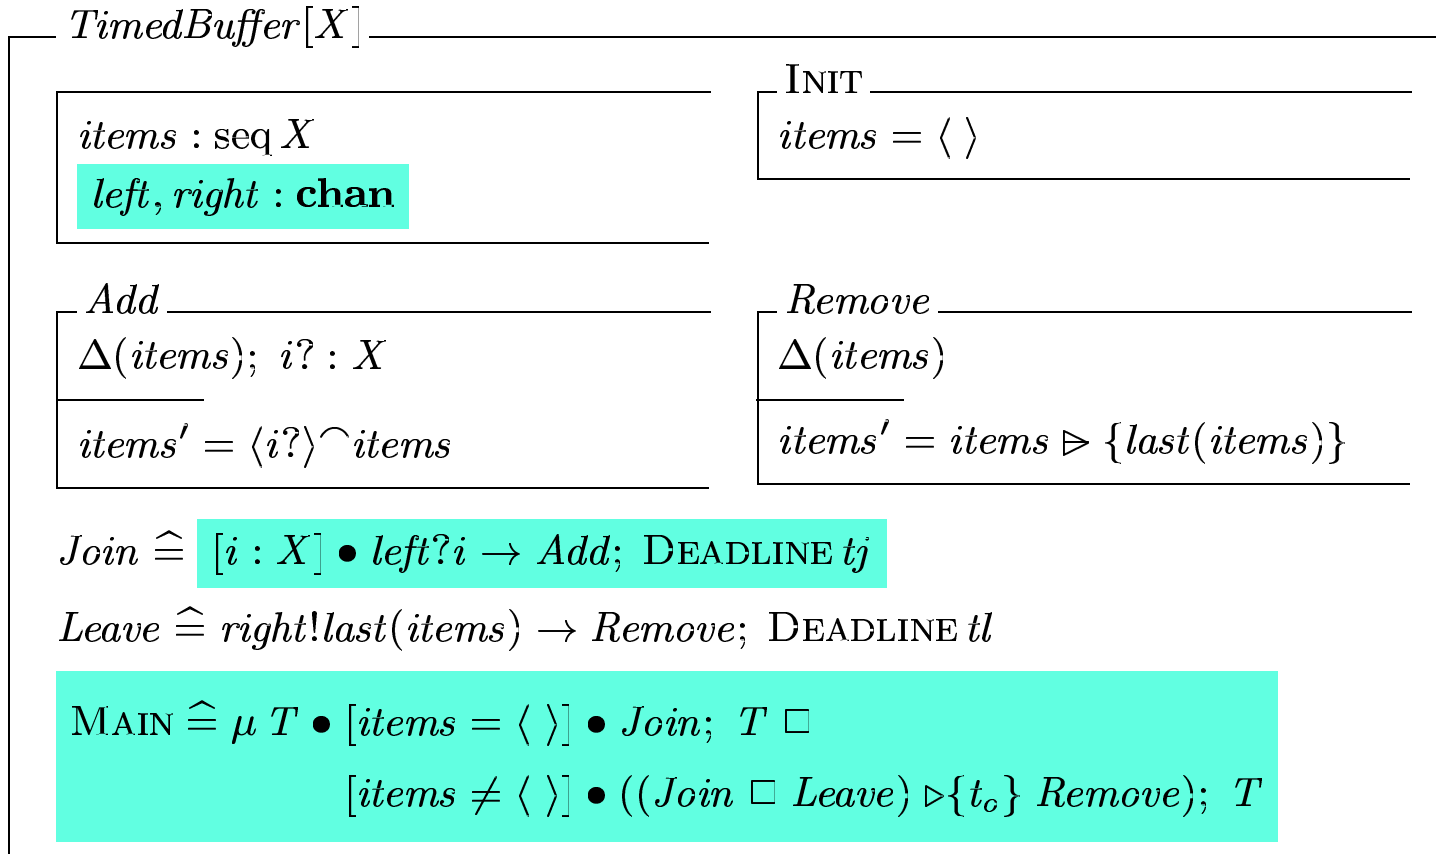 TimedBuffer[X]
items : seq X
left, right : chan
INIT
items = ⟨ ⟩
Add
Δ(items); i? : X
items′ = ⟨i?⟩⌢items
Remove
Δ(items)
items′ = items ⩥ {last(items)}
Join ≙ [i : X] • left?i → Add; DEADLINE tj
Leave ≙ right!last(items) → Remove; DEADLINE tl
MAIN ≙ μ T • [items = ⟨ ⟩] • Join; T □
[items ≠ ⟨ ⟩] • ((Join □ Leave) ▷{t_c} Remove); T